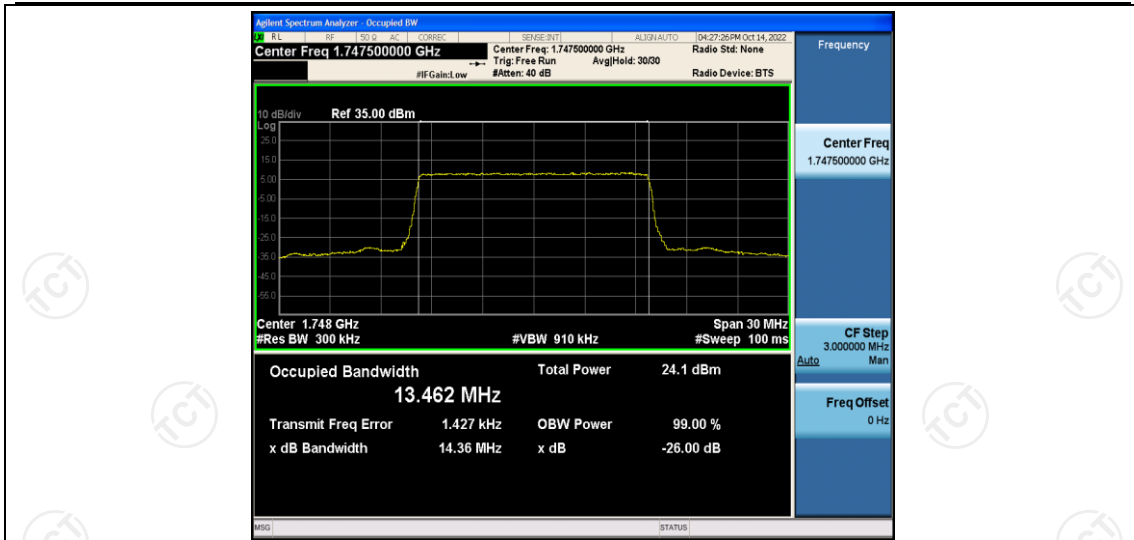 Agilent Spectrum Analyzer - Occupied BW
LXI RL RF 50 Ω AC CORREC SENSE:INT ALIGN AUTO 04:27:26PM Oct 14, 2022
Center Freq 1.747500000 GHz
Center Freq: 1.747500000 GHz Radio Std: None
Trig: Free Run Avg|Hold: 30/30
#IFGain:Low #Atten: 40 dB Radio Device: BTS
Frequency
10 dB/div Ref 35.00 dBm
Log
25.0
15.0
5.00
-5.00
-15.0
-25.0
-35.0
-45.0
-55.0
Center 1.748 GHz Span 30 MHz
#Res BW 300 kHz #VBW 910 kHz #Sweep 100 ms
Occupied Bandwidth Total Power 24.1 dBm
13.462 MHz
Transmit Freq Error 1.427 kHz OBW Power 99.00 %
x dB Bandwidth 14.36 MHz x dB -26.00 dB
Center Freq
1.747500000 GHz
CF Step
3.000000 MHz
Auto Man
Freq Offset
0 Hz
MSG STATUS
TCT
TCT
TCT
TCT
TCT
TCT